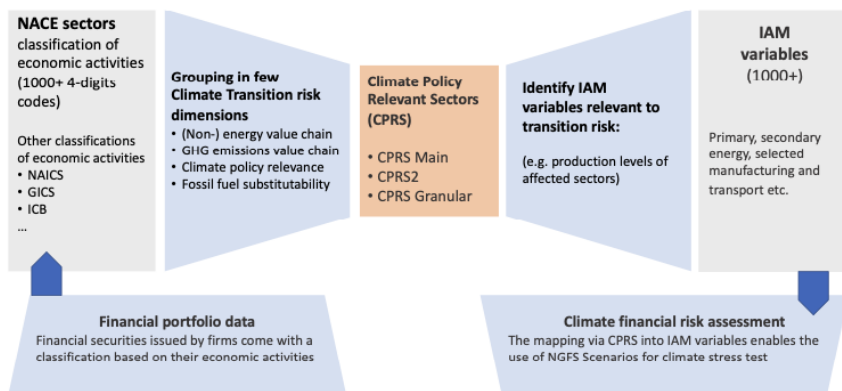 NACE sectors
classification of
economic activities
(1000+ 4-digits
codes)
Other classifications
of economic activities
• NAICS
• GICS
• ICB
...
Grouping in few
Climate Transition risk
dimensions
• (Non-) energy value chain
• GHG emissions value chain
• Climate policy relevance
• Fossil fuel substitutability
Climate Policy
Relevant Sectors
(CPRS)
• CPRS Main
• CPRS2
• CPRS Granular
Identify IAM
variables relevant to
transition risk:
(e.g. production levels of
affected sectors)
IAM
variables
(1000+)
Primary, secondary
energy, selected
manufacturing and
transport etc.
Financial portfolio data
Financial securities issued by firms come with a
classification based on their economic activities
Climate financial risk assessment
The mapping via CPRS into IAM variables enables the
use of NGFS Scenarios for climate stress test